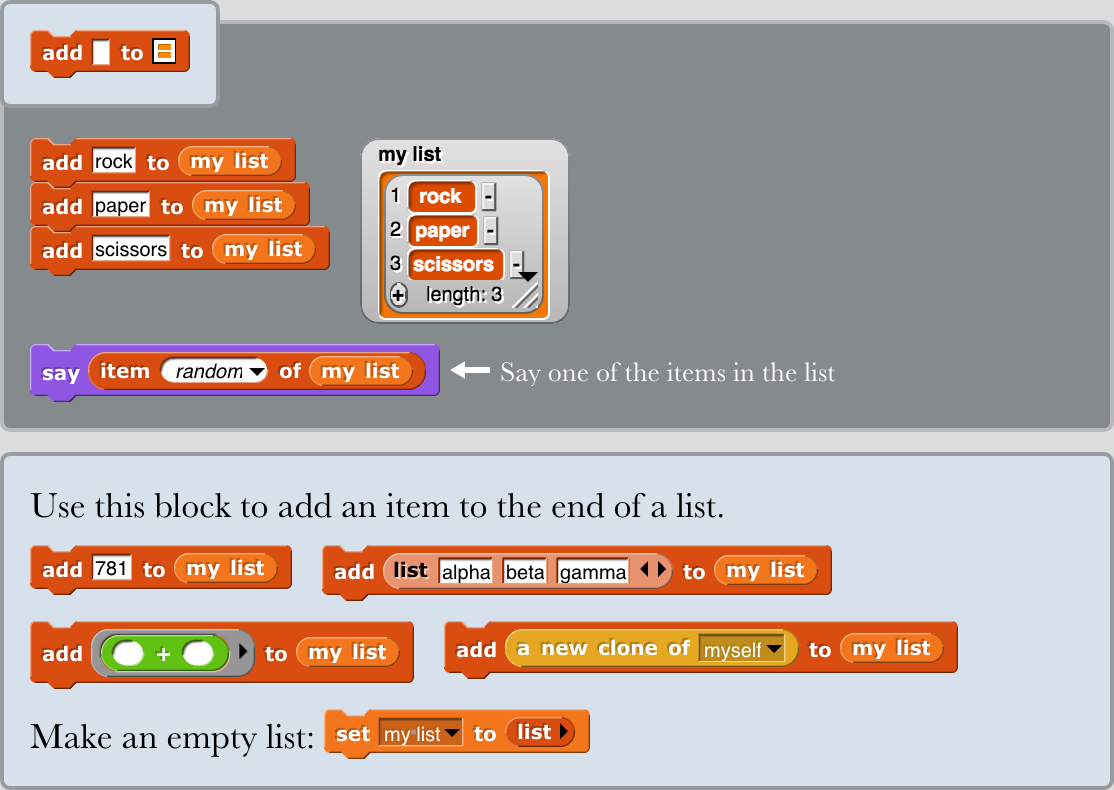 add to
add rock to my list
add paper to my list
add scissors to my list
my list
1 rock -
2 paper -
3 scissors -
+ length: 3
say item random of my list
Say one of the items in the list
Use this block to add an item to the end of a list.
add 781 to my list
add list alpha beta gamma to my list
add + to my list
add a new clone of myself to my list
Make an empty list: set my list to list